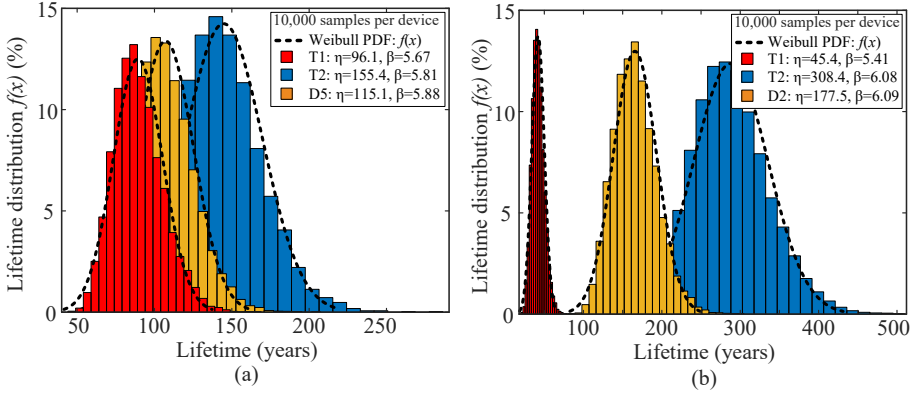 15
10
5
0
Lifetime distribution f(x) (%)
10,000 samples per device
Weibull PDF: f(x)
T1: η=96.1, β=5.67
T2: η=155.4, β=5.81
D5: η=115.1, β=5.88
50 100 150 200 250
Lifetime (years)
(a)
15
10
5
0
Lifetime distribution f(x) (%)
10,000 samples per device
Weibull PDF: f(x)
T1: η=45.4, β=5.41
T2: η=308.4, β=6.08
D2: η=177.5, β=6.09
100 200 300 400 500
Lifetime (years)
(b)